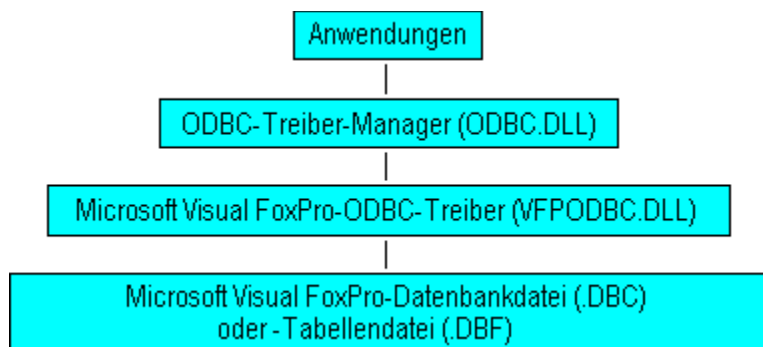 Anwendungen
ODBC-Treiber-Manager (ODBC.DLL)
Microsoft Visual FoxPro-ODBC-Treiber (VFPODBC.DLL)
Microsoft Visual FoxPro-Datenbankdatei (.DBC)
oder -Tabellendatei (.DBF)